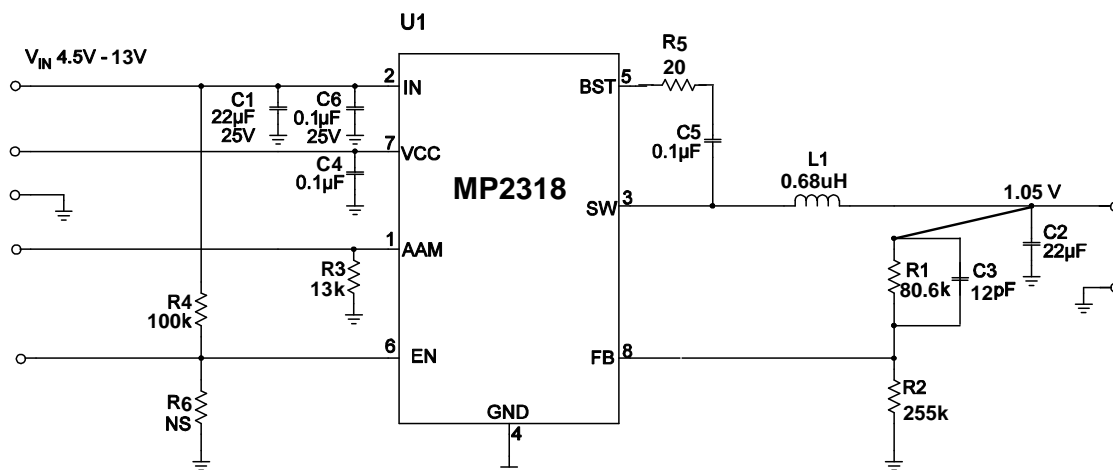 U1
V_IN 4.5V - 13V
2
IN
C1
22µF
25V
C6
0.1µF
25V
7
VCC
C4
0.1µF
1
AAM
R3
13k
R4
100k
6
EN
R6
NS
MP2318
GND
4
BST
5
R5
20
C5
0.1µF
SW
3
L1
0.68uH
1.05 V
C2
22µF
R1
80.6k
C3
12pF
FB
8
R2
255k